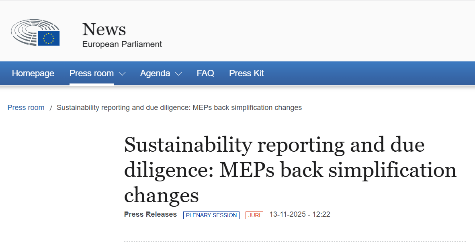 News
European Parliament
Homepage Press room Agenda FAQ Press Kit
Press room / Sustainability reporting and due diligence: MEPs back simplification changes
Sustainability reporting and due
diligence: MEPs back simplification
changes
Press Releases PLENARY SESSION JURI 13-11-2025 - 12:22